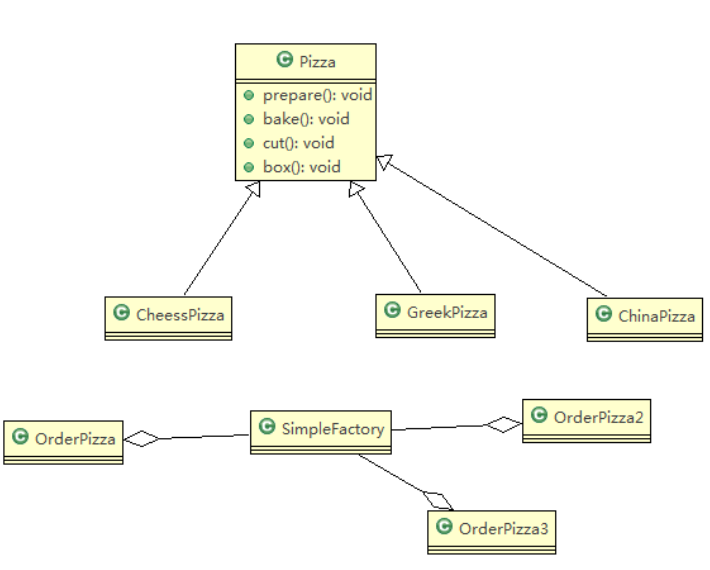 Pizza
prepare(): void
bake(): void
cut(): void
box(): void
CheessPizza
GreekPizza
ChinaPizza
OrderPizza
SimpleFactory
OrderPizza2
OrderPizza3